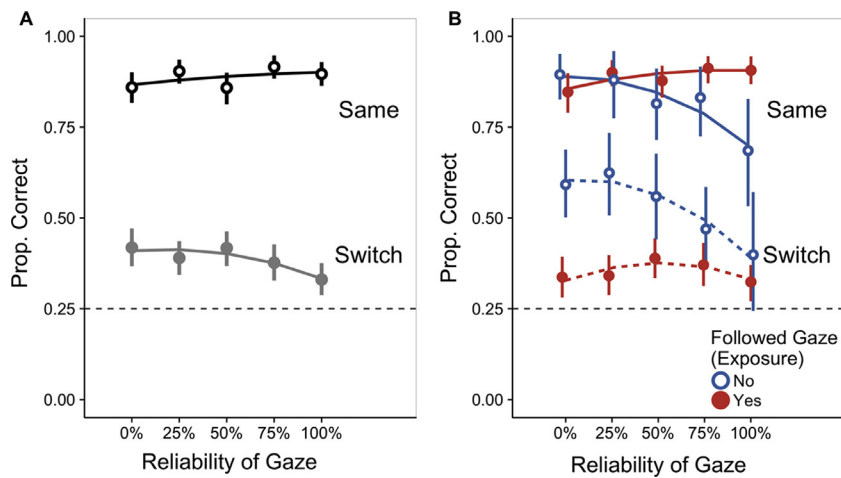 A
Prop. Correct
1.00
0.75
0.50
0.25
0.00
Same
Switch
0%
25%
50%
75%
100%
Reliability of Gaze
B
Prop. Correct
1.00
0.75
0.50
0.25
0.00
Same
Switch
Followed Gaze
(Exposure)
No
Yes
0%
25%
50%
75%
100%
Reliability of Gaze